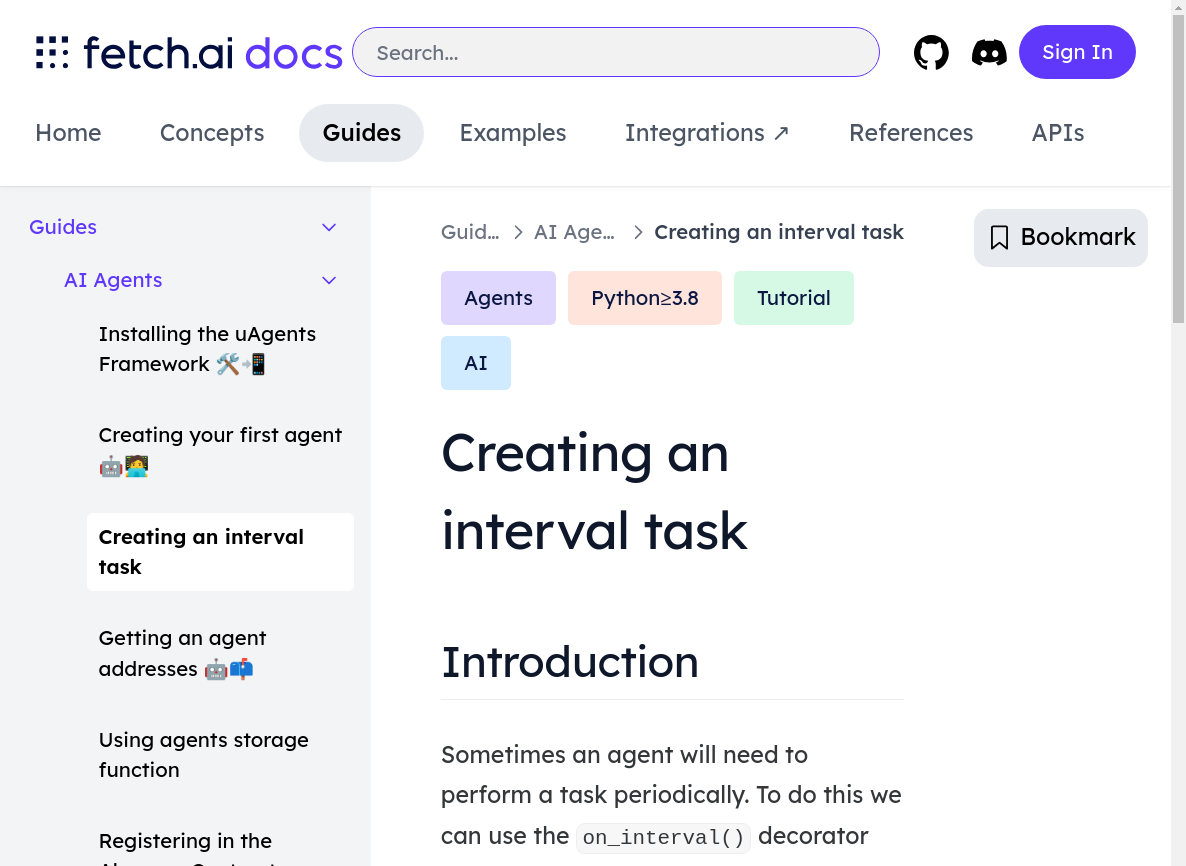 fetch.ai docs
Search...
Sign In
Home
Concepts
Guides
Examples
Integrations ↗
References
APIs
Guides
AI Agents
Installing the uAgents
Framework 🛠️📲
Creating your first agent
🤖🧑‍💻
Creating an interval
task
Getting an agent
addresses 🤖📬
Using agents storage
function
Registering in the
Guid... > AI Age... > Creating an interval task
Bookmark
Agents
Python≥3.8
Tutorial
AI
Creating an
interval task
Introduction
Sometimes an agent will need to
perform a task periodically. To do this we
can use the on_interval() decorator